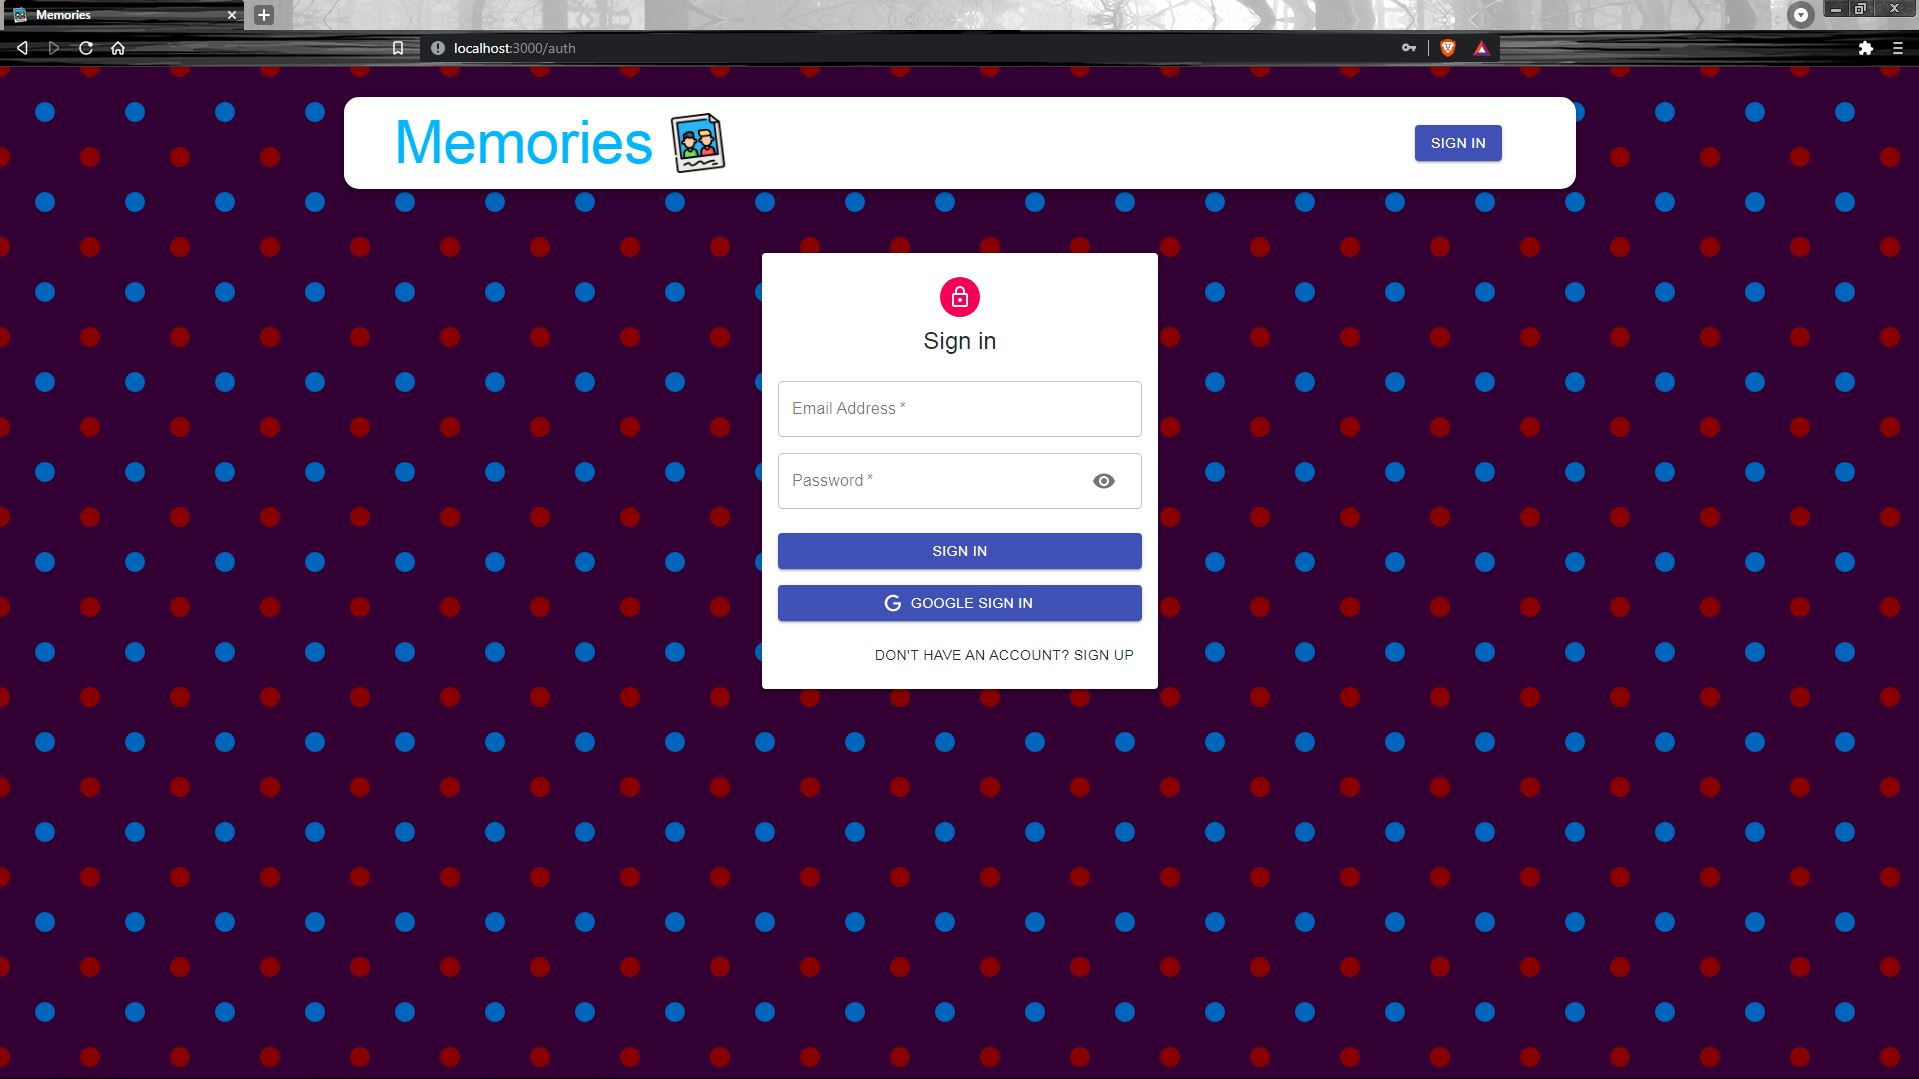 Memories
localhost:3000/auth
Memories
SIGN IN
Sign in
Email Address *
Password *
SIGN IN
GOOGLE SIGN IN
DON'T HAVE AN ACCOUNT? SIGN UP